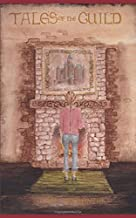 TALES OF THE GUILD